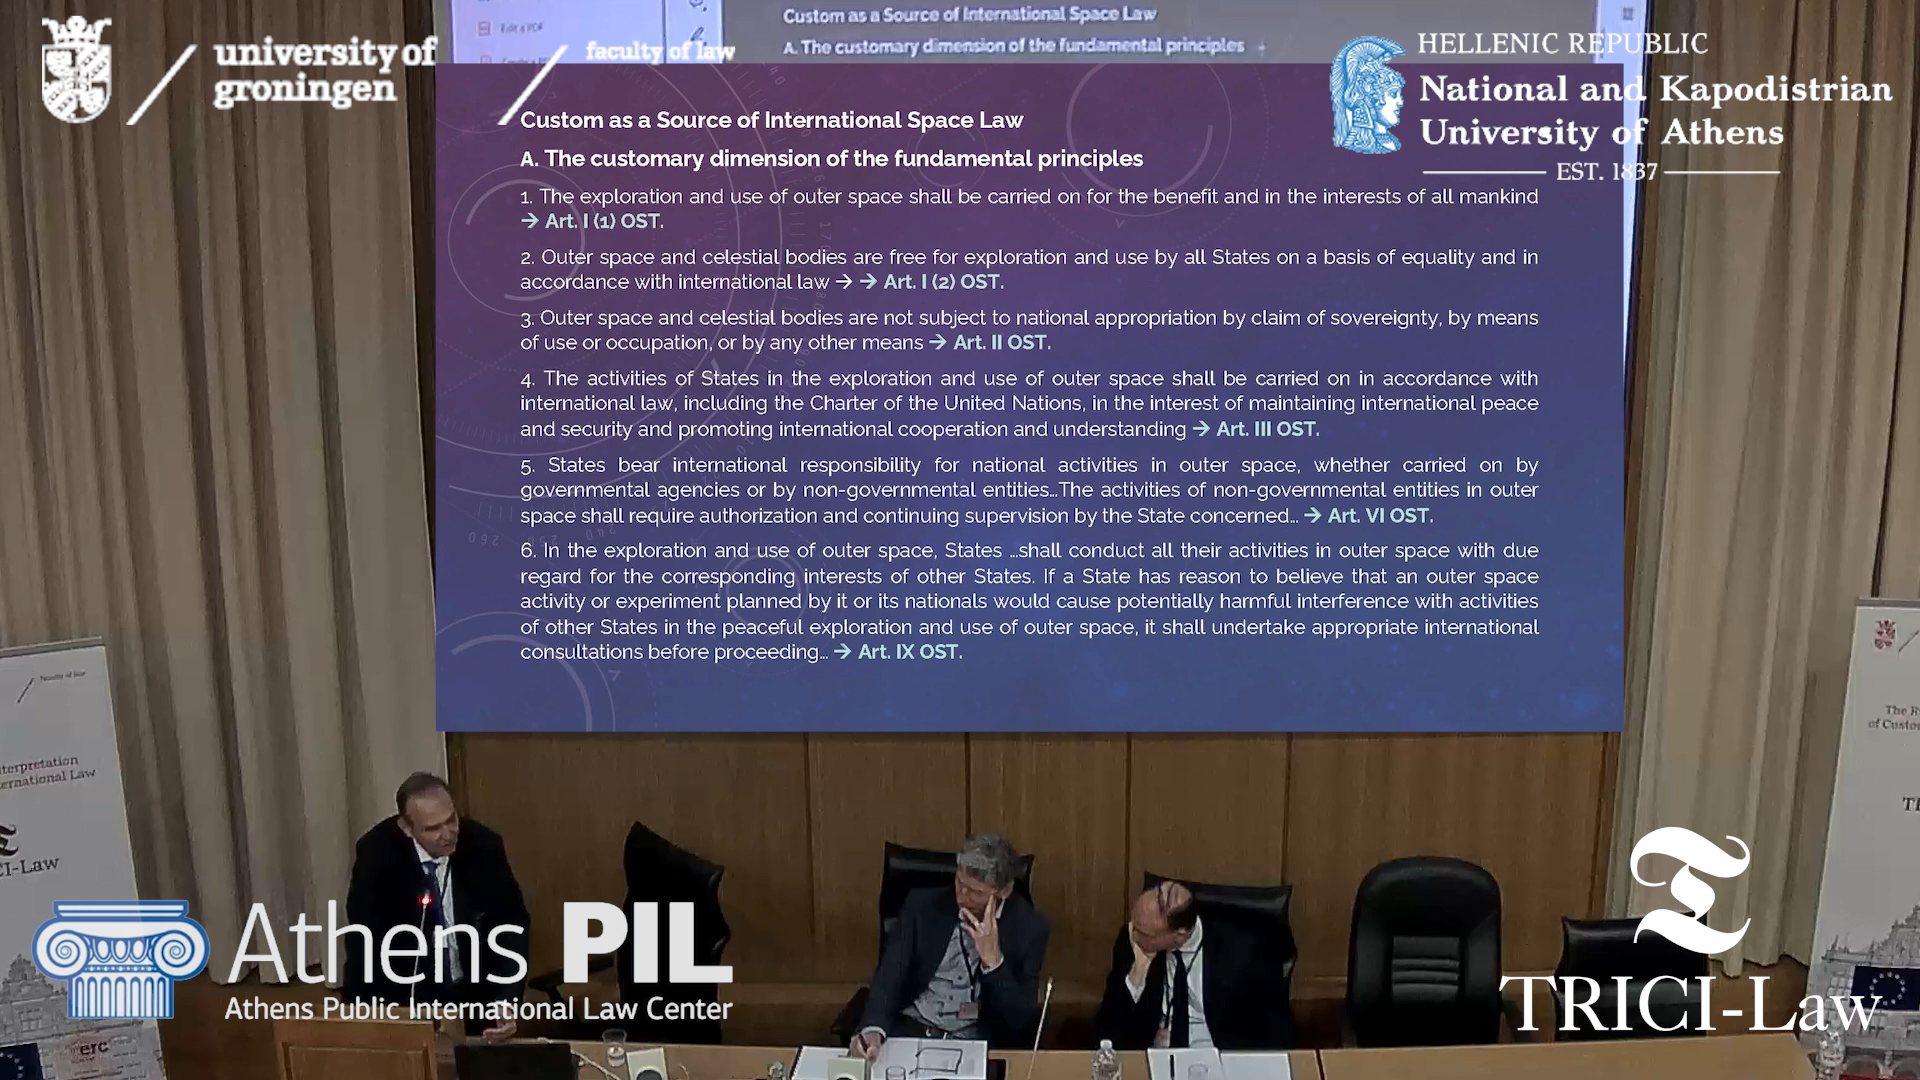 university of
groningen
faculty of law
Custom as a Source of International Space Law
A. The customary dimension of the fundamental principles
HELLENIC REPUBLIC
National and Kapodistrian
University of Athens
EST. 1837
Custom as a Source of International Space Law
A. The customary dimension of the fundamental principles
1. The exploration and use of outer space shall be carried on for the benefit and in the interests of all mankind
→ Art. I (1) OST.
2. Outer space and celestial bodies are free for exploration and use by all States on a basis of equality and in
accordance with international law → → Art. I (2) OST.
3. Outer space and celestial bodies are not subject to national appropriation by claim of sovereignty, by means
of use or occupation, or by any other means → Art. II OST.
4. The activities of States in the exploration and use of outer space shall be carried on in accordance with
international law, including the Charter of the United Nations, in the interest of maintaining international peace
and security and promoting international cooperation and understanding → Art. III OST.
5. States bear international responsibility for national activities in outer space, whether carried on by
governmental agencies or by non-governmental entities…The activities of non-governmental entities in outer
space shall require authorization and continuing supervision by the State concerned… → Art. VI OST.
6. In the exploration and use of outer space, States …shall conduct all their activities in outer space with due
regard for the corresponding interests of other States. If a State has reason to believe that an outer space
activity or experiment planned by it or its nationals would cause potentially harmful interference with activities
of other States in the peaceful exploration and use of outer space, it shall undertake appropriate international
consultations before proceeding… → Art. IX OST.
faculty of law
terpretation
ernational Law
CI-Law
erc
The R
of Custo
Athens PIL
Athens Public International Law Center
TRICI-Law